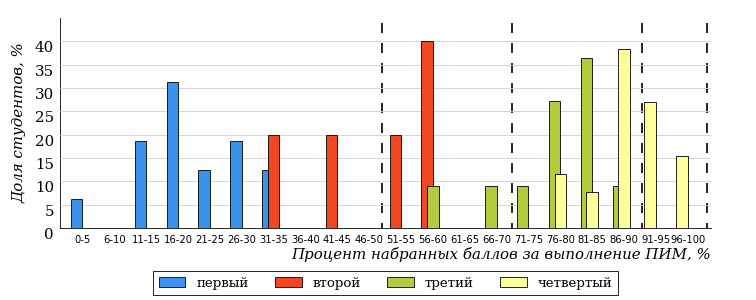 Доля студентов, %
40
35
30
25
20
15
10
5
0
0-5 6-10 11-15 16-20 21-25 26-30 31-35 36-40 41-45 46-50 51-55 56-60 61-65 66-70 71-75 76-80 81-85 86-90 91-95 96-100
Процент набранных баллов за выполнение ПИМ, %
первый второй третий четвертый